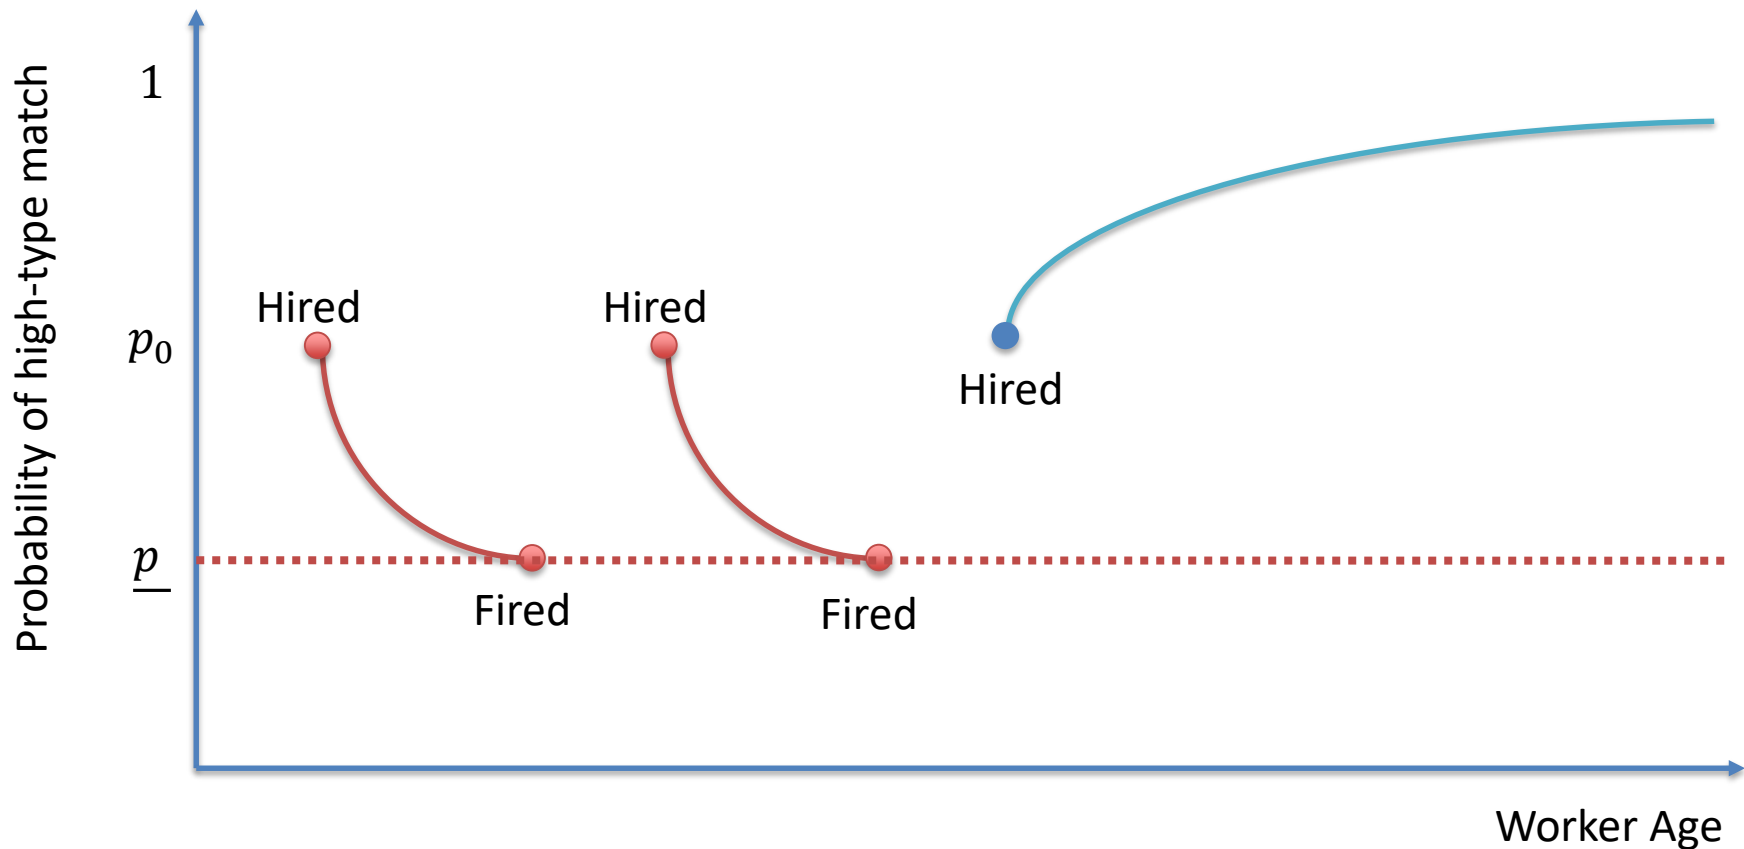 Probability of high-type match
1
p₀
p̲
Hired
Hired
Hired
Fired
Fired
Worker Age